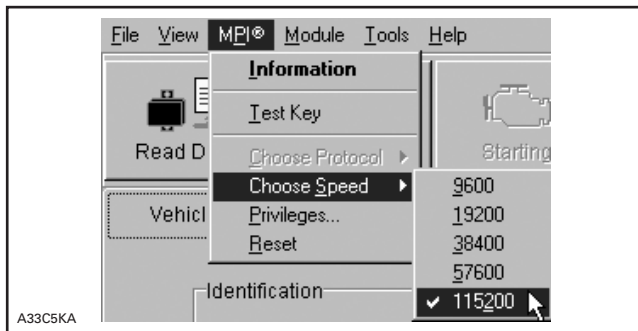 File View MPI® Module Tools Help
Information
Test Key
Read D
Starting
Choose Protocol
Choose Speed
9600
Vehicl
Privileges...
19200
Reset
38400
57600
Identification
115200
A33C5KA